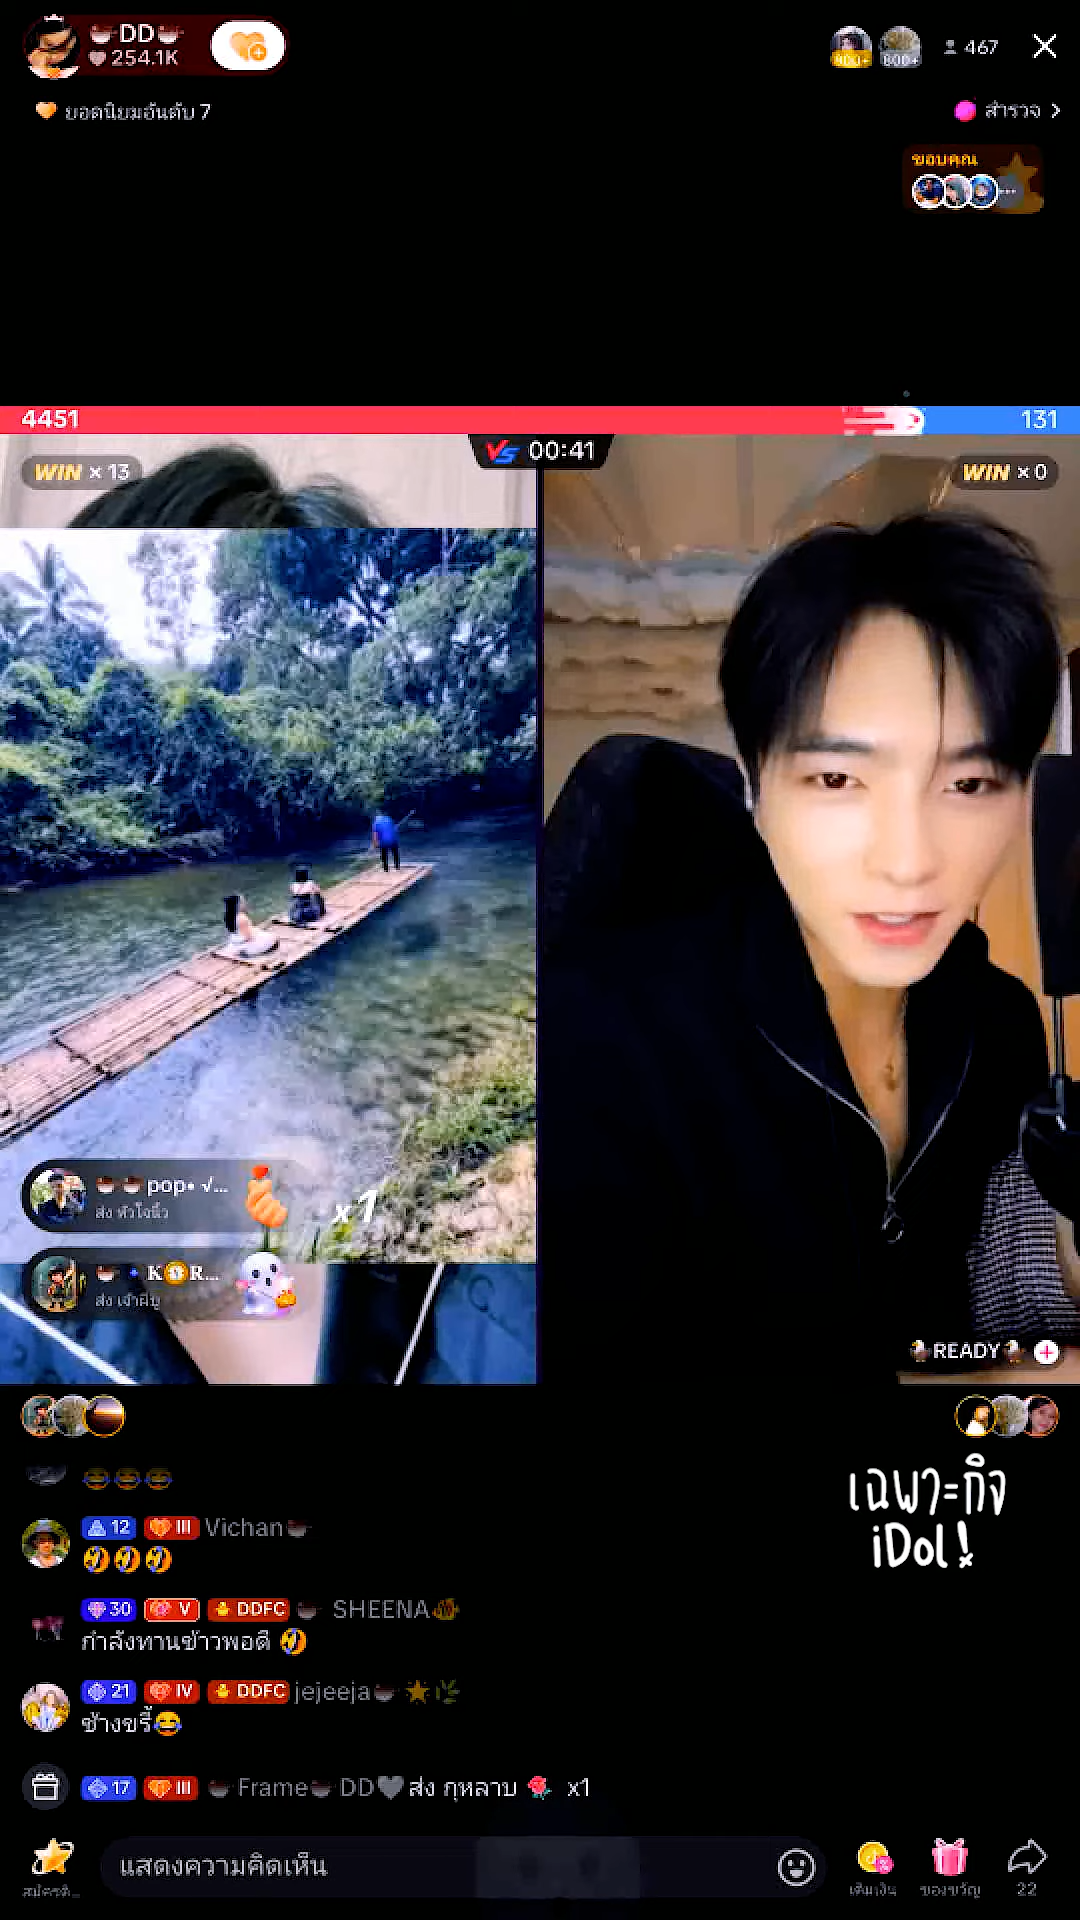 DD
254.1K
467
ยอดนิยมอันดับ 7
สำรวจ
ขอบคุณ
4451
131
VS 00:41
WIN × 13
WIN × 0
pop• √...
ส่ง หัวใจนิ้ว
x1
K R...
ส่ง เจ้าผีบู
READY
เฉพาะกิจ
iDol!
12 III Vichan
30 V DDFC SHEENA
กำลังทานข้าวพอดี
21 IV DDFC jejeeja
ช้างขรี้
17 III Frame DD ส่ง กุหลาบ x1
แสดงความคิดเห็น
เติมเงิน
ของขวัญ
22